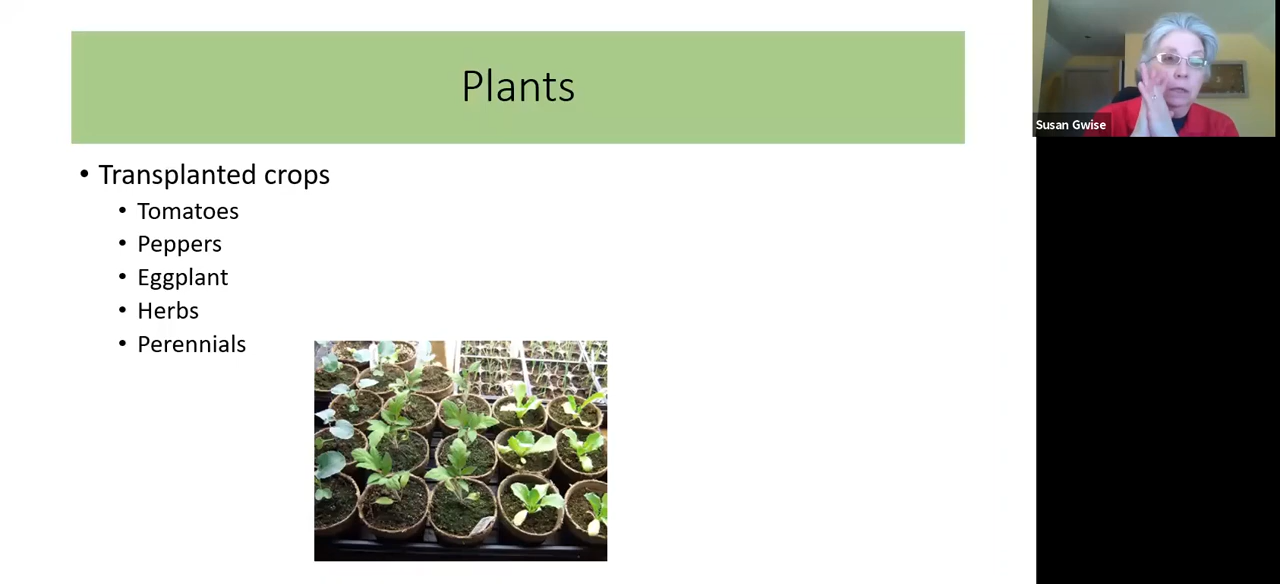 Plants
• Transplanted crops
• Tomatoes
• Peppers
• Eggplant
• Herbs
• Perennials
Susan Gwise